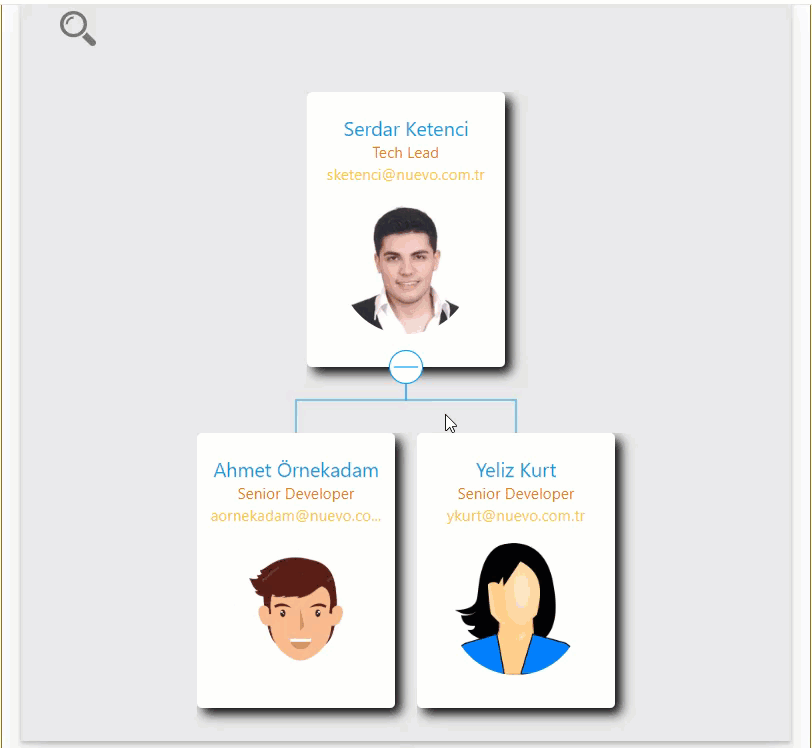 Serdar Ketenci
Tech Lead
sketenci@nuevo.com.tr
Ahmet Örnekadam
Senior Developer
aornekadam@nuevo.co...
Yeliz Kurt
Senior Developer
ykurt@nuevo.com.tr